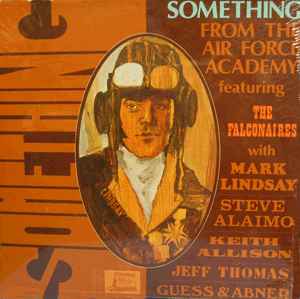 SOMETHING
SOMETHING
FROM THE
AIR FORCE
ACADEMY
featuring
THE
FALCONAIRES
with
MARK
LINDSAY
STEVE
ALAIMO
KEITH
ALLISON
JEFF THOMAS
GUESS & ABNER